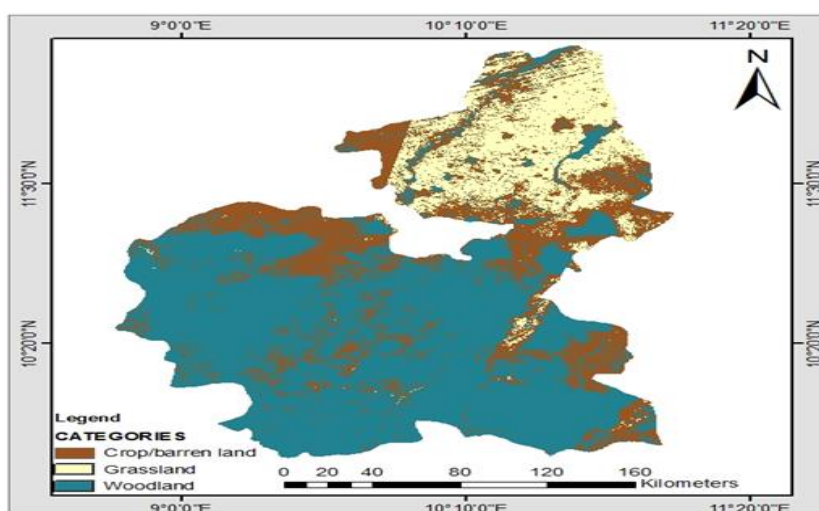 9°0'0"E 10°10'0"E 11°20'0"E
N
11°30'0"N 11°30'0"N
10°20'0"N 10°20'0"N
Legend
CATEGORIES
Crop/barren land
Grassland
Woodland
0 20 40 80 120 160
Kilometers
9°0'0"E 10°10'0"E 11°20'0"E